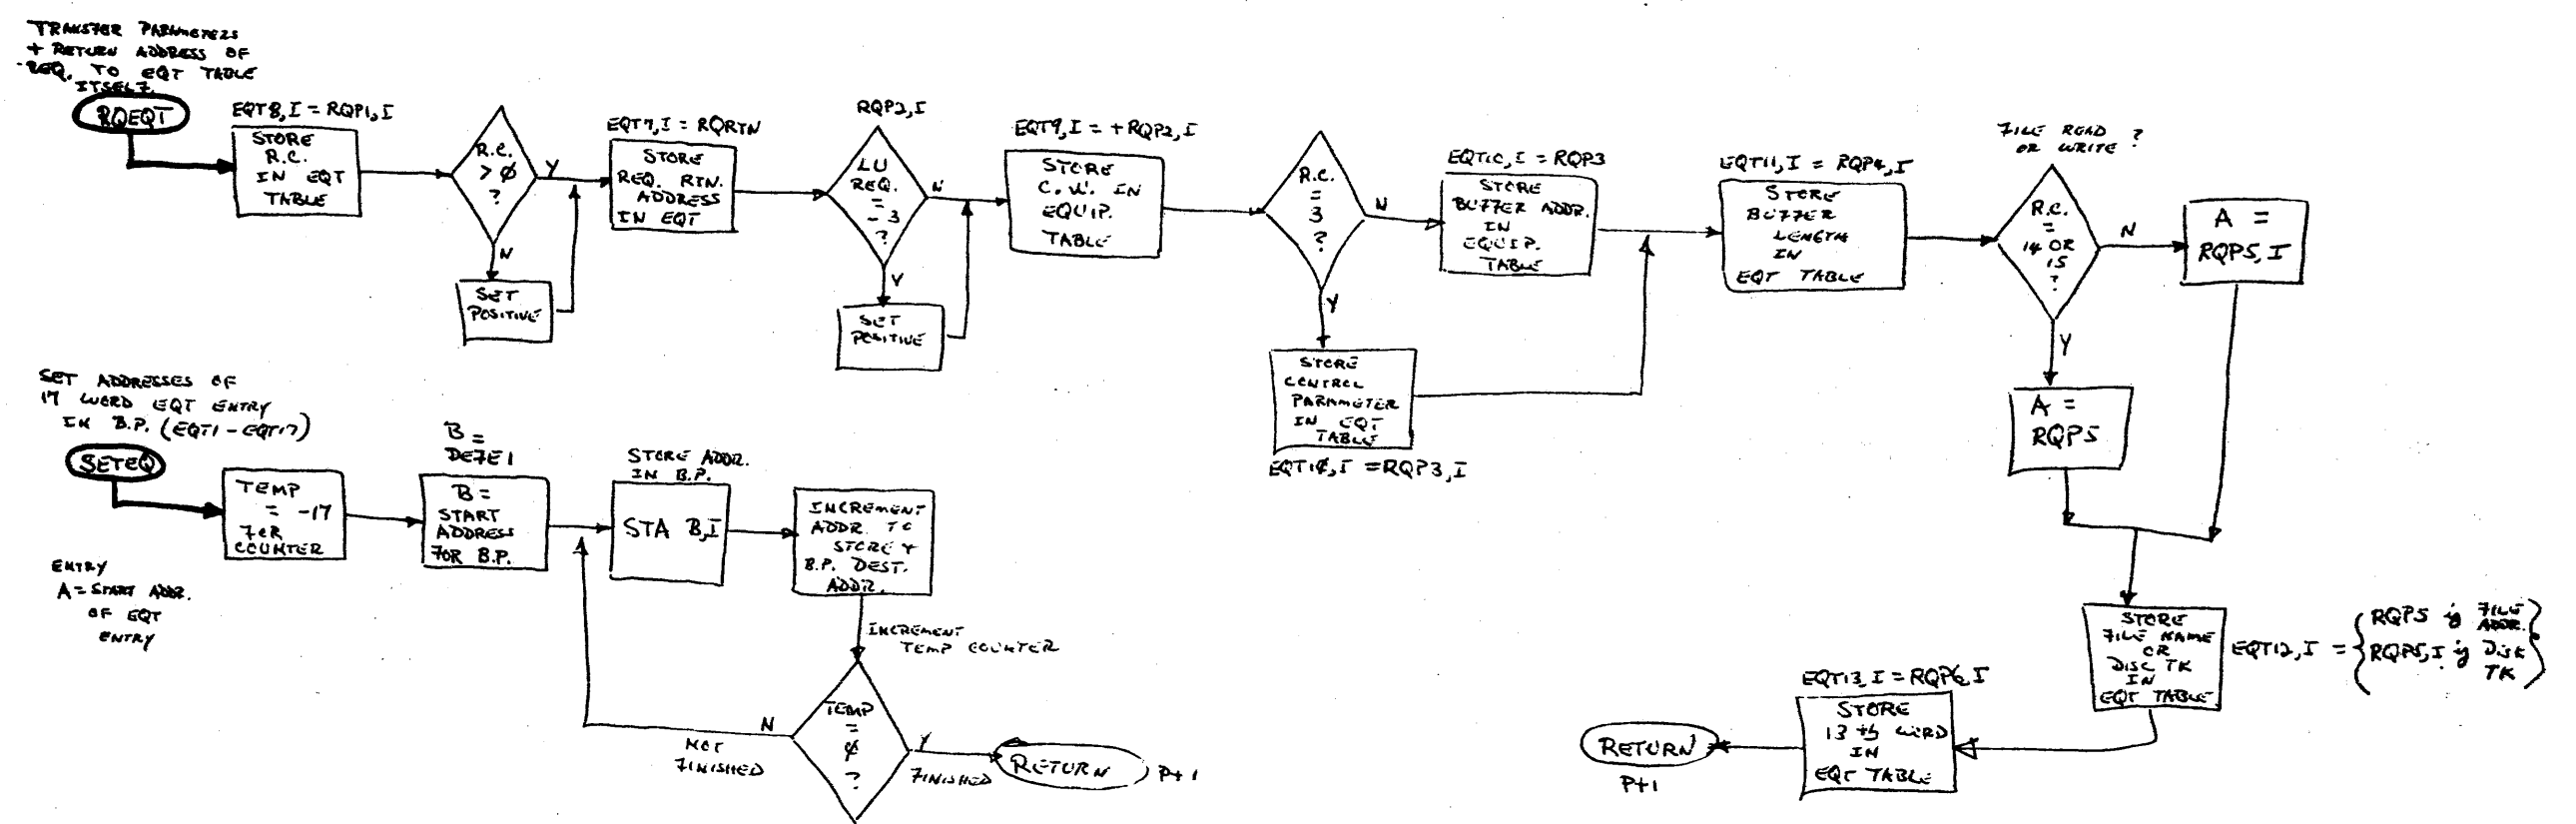 TRANSFER PARAMETERS
+ RETURN ADDRESS OF
REQ. TO EQT TABLE
ITSELF.
RQEQT
EQT8,I = RQP1,I
STORE
R.C.
IN EQT
TABLE
R.C.
> Ø
?
Y
N
SET
POSITIVE
EQT7,I = RQRTN
STORE
REQ. RTN.
ADDRESS
IN EQT
RQP2,I
LU
REQ.
=
-3
?
N
Y
SET
POSITIVE
EQT9,I = +RQP2,I
STORE
C.W. IN
EQUIP.
TABLE
R.C.
=
3
?
N
Y
STORE
CONTROL
PARAMETER
IN EQT
TABLE
EQT10,I = RQP3,I
EQT10,I = RQP3
STORE
BUFFER ADDR.
IN
EQUIP.
TABLE
EQT11,I = RQP4,I
STORE
BUFFER
LENGTH
IN
EQT TABLE
FILE READ ?
OR WRITE
R.C.
=
14 OR
15
?
N
Y
A =
RQP5,I
A =
RQP5
STORE
FILE NAME
OR
DISC TK
IN
EQT TABLE
EQT12,I = { RQP5 if FILE ADDR.
RQP5,I if DISK TK }
EQT13,I = RQP6,I
STORE
13th WORD
IN
EQT TABLE
RETURN
P+1
SET ADDRESSES OF
17 WORD EQT ENTRY
IN B.P. (EQT1-EQT17)
SETEQ
ENTRY
A = START ADDR.
OF EQT
ENTRY
TEMP
= -17
FOR
COUNTER
B =
DEFE1
B =
START
ADDRESS
FOR B.P.
STORE ADDR.
IN B.P.
STA B,I
INCREMENT
ADDR. TO
STORE +
B.P. DEST.
ADDR.
INCREMENT
TEMP COUNTER
TEMP
=
Ø
?
N
NOT
FINISHED
Y
FINISHED
RETURN
P+1